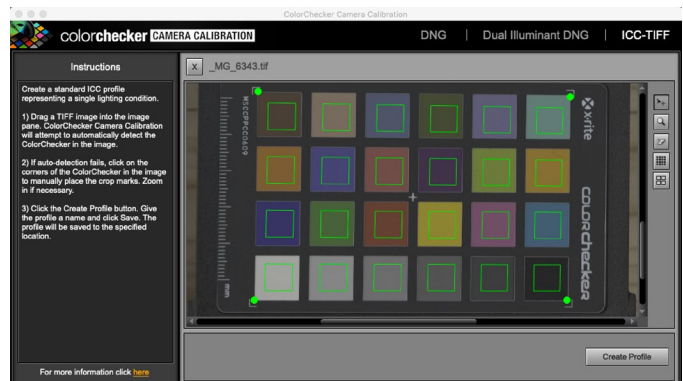 ColorChecker Camera Calibration
colorchecker CAMERA CALIBRATION
DNG | Dual Illuminant DNG | ICC-TIFF
Instructions
Create a standard ICC profile
representing a single lighting condition.
1) Drag a TIFF image into the image
pane. ColorChecker Camera Calibration
will attempt to automatically detect the
ColorChecker in the image.
2) If auto-detection fails, click on the
corners of the ColorChecker in the image
to manually place the crop marks. Zoom
in if necessary.
3) Click the Create Profile button. Give
the profile a name and click Save. The
profile will be saved to the specified
location.
For more information click here
X _MG_6343.tif
MSCCPPCC0609
mm
x-rite
colorchecker
Create Profile